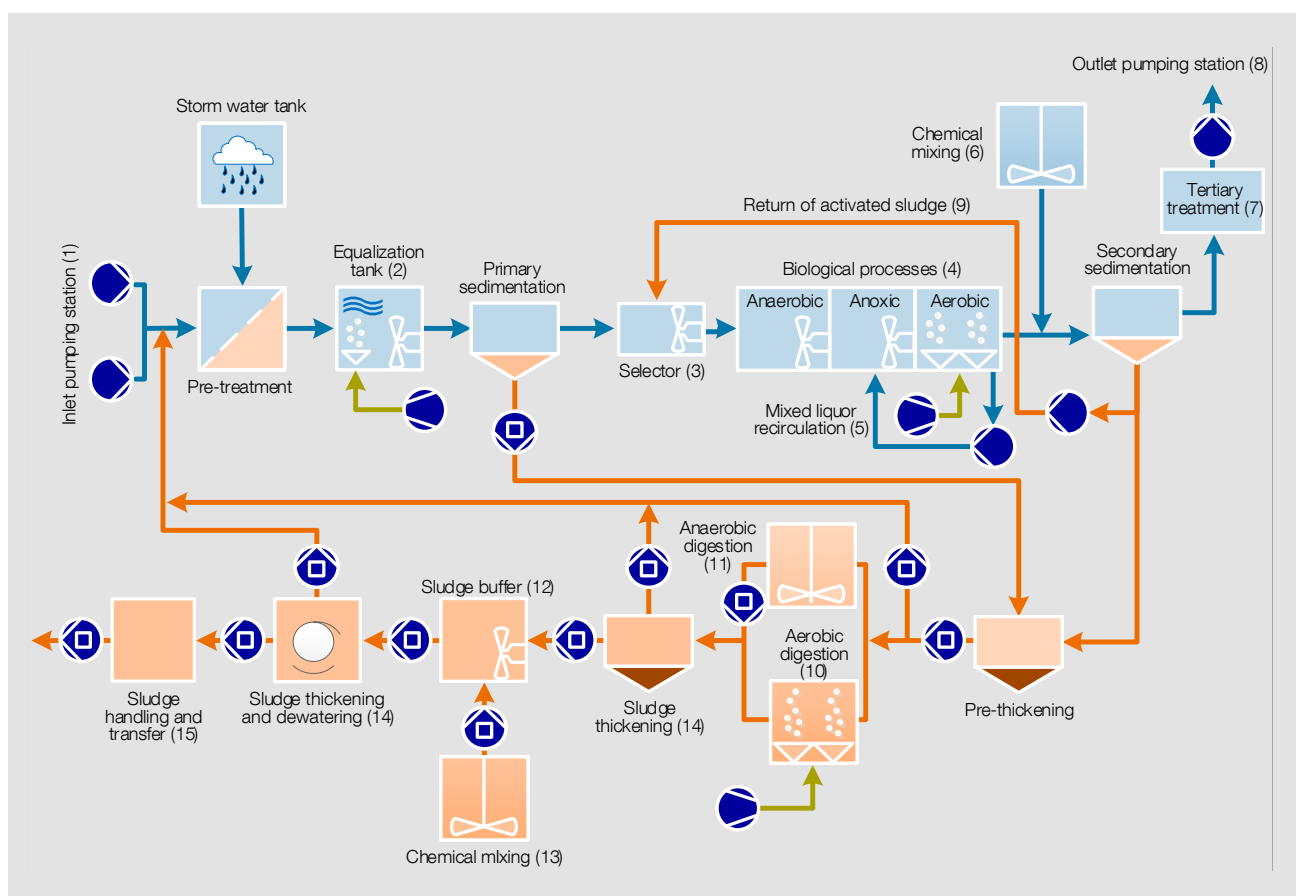 Outlet pumping station (8)
Storm water tank
Chemical
mixing (6)
Tertiary
treatment (7)
Return of activated sludge (9)
Inlet pumping station (1)
Equalization
tank (2)
Primary
sedimentation
Biological processes (4)
Secondary
sedimentation
Anaerobic
Anoxic
Aerobic
Pre-treatment
Selector (3)
Mixed liquor
recirculation (5)
Anaerobic
digestion
(11)
Sludge buffer (12)
Aerobic
digestion
(10)
Sludge
handling and
transfer (15)
Sludge thickening
and dewatering (14)
Sludge
thickening (14)
Pre-thickening
Chemical mIxing (13)